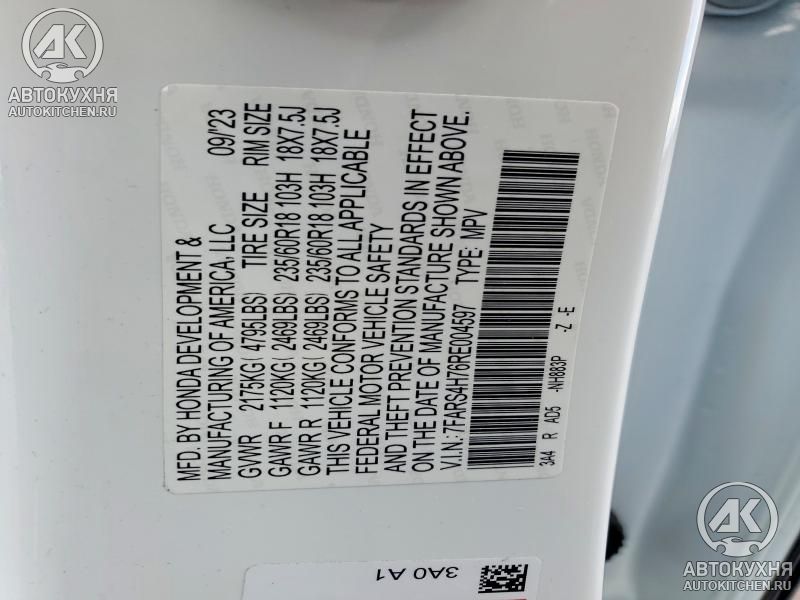 AK
АВТОКУХНЯ
AUTOKITCHEN.RU
MFD. BY HONDA DEVELOPMENT &
MANUFACTURING OF AMERICA, LLC 09/'23
GVWR 2175KG( 4795LBS) TIRE SIZE RIM SIZE
GAWR F 1120KG( 2469LBS) 235/60R18 103H 18X7.5J
GAWR R 1120KG( 2469LBS) 235/60R18 103H 18X7.5J
THIS VEHICLE CONFORMS TO ALL APPLICABLE
FEDERAL MOTOR VEHICLE SAFETY
AND THEFT PREVENTION STANDARDS IN EFFECT
ON THE DATE OF MANUFACTURE SHOWN ABOVE.
V.I.N.: 7FARS4H76RE004597 TYPE: MPV
3A4 R AD5 -NH883P -Z -E
3A0 A1
AK
АВТОКУХНЯ
AUTOKITCHEN.RU